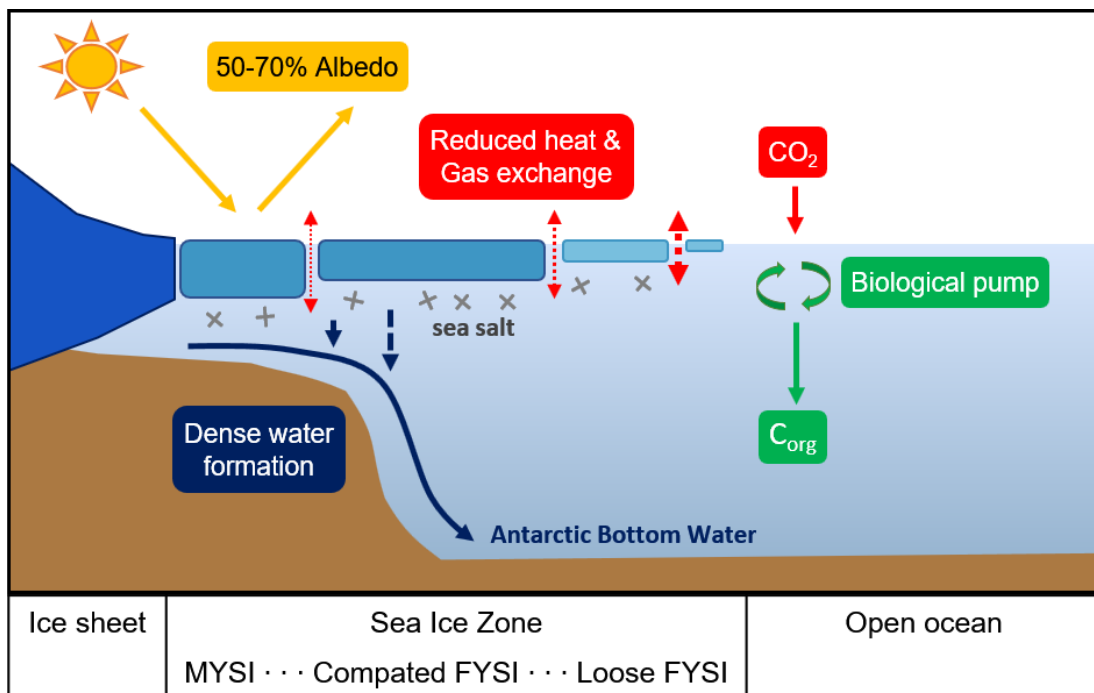 50-70% Albedo
Reduced heat &
Gas exchange
CO₂
Biological pump
sea salt
Dense water
formation
Corg
Antarctic Bottom Water
Ice sheet
Sea Ice Zone
Open ocean
MYSI · · · Compated FYSI · · · Loose FYSI